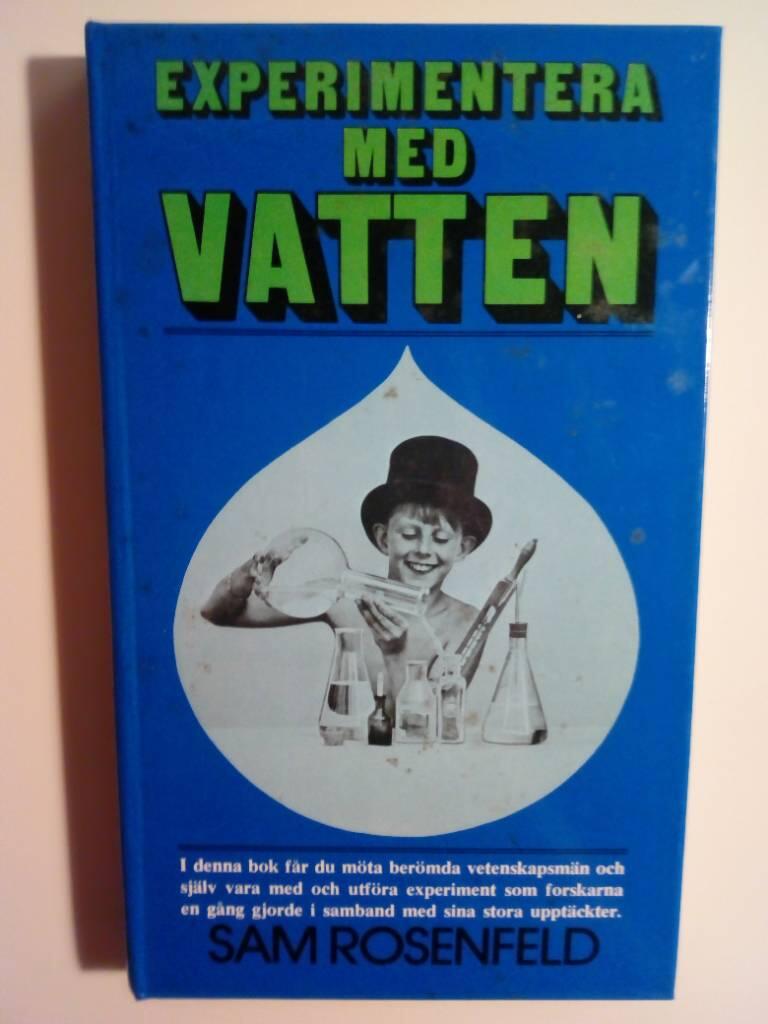 EXPERIMENTERA
MED
VATTEN
I denna bok får du möta berömda vetenskapsmän och
själv vara med och utföra experiment som forskarna
en gång gjorde i samband med sina stora upptäckter.
SAM ROSENFELD